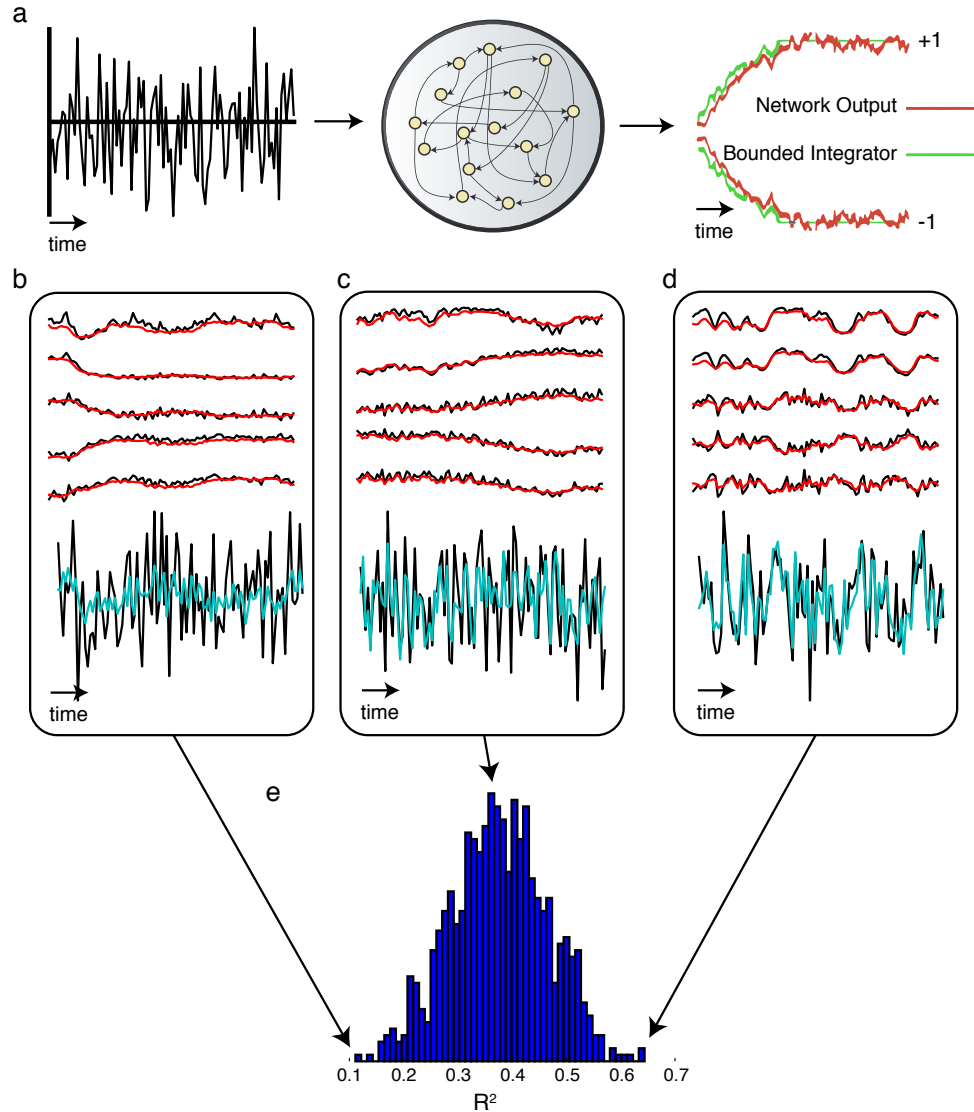 a
time
+1
Network Output
Bounded Integrator
time
-1
b
c
d
time
time
time
e
0.1 0.2 0.3 0.4 0.5 0.6 0.7
R²